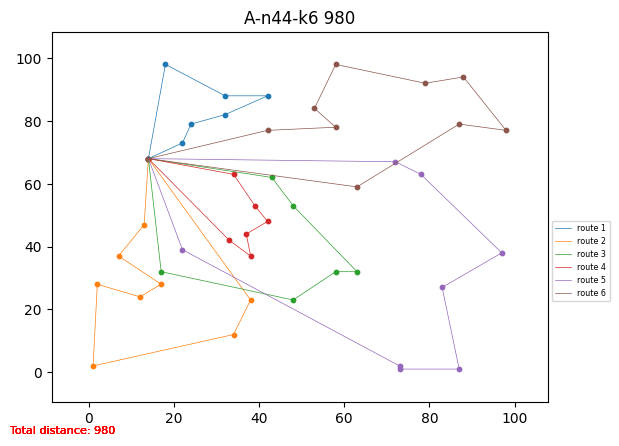 A-n44-k6 980
100
80
60
40
20
0
0 20 40 60 80 100
route 1
route 2
route 3
route 4
route 5
route 6
Total distance: 980